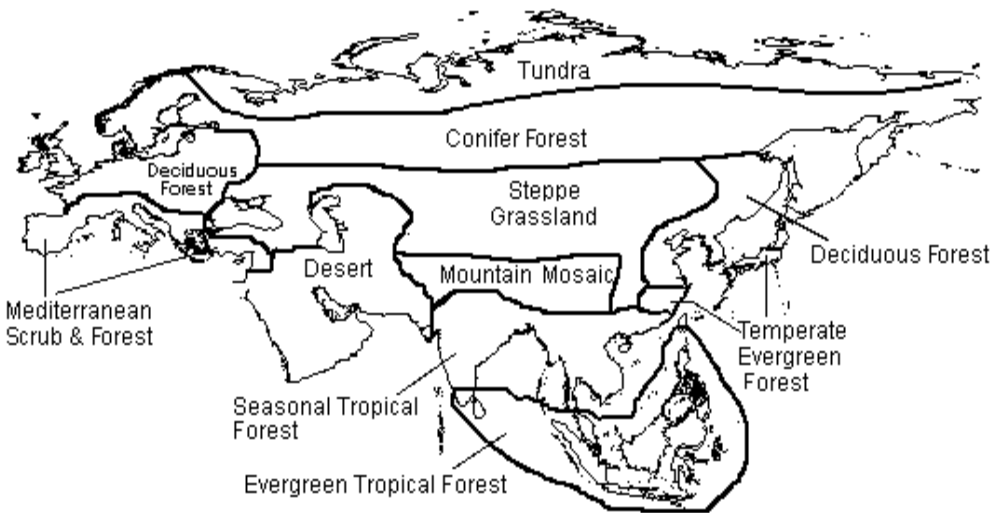 Tundra
Conifer Forest
Deciduous
Forest
Steppe
Grassland
Deciduous Forest
Desert
Mountain Mosaic
Mediterranean
Scrub & Forest
Temperate
Evergreen
Forest
Seasonal Tropical
Forest
Evergreen Tropical Forest